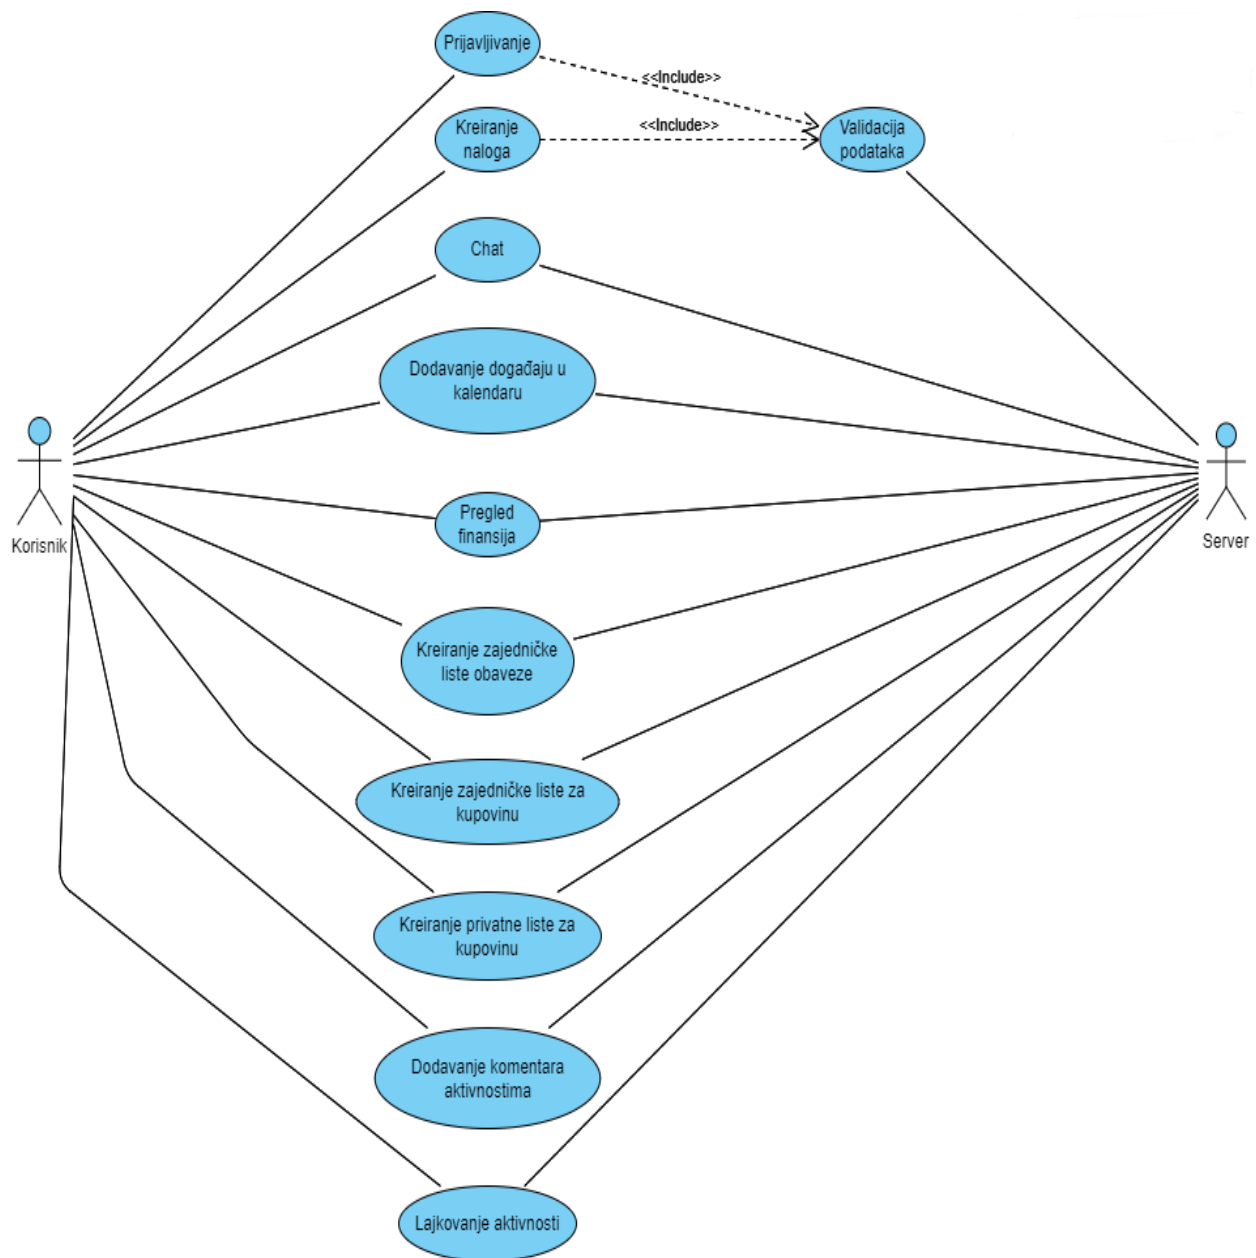 Prijavljivanje
<<Include>>
Kreiranje
naloga
<<Include>>
Validacija
podataka
Chat
Dodavanje događaju u
kalendaru
Korisnik
Server
Pregled
finansija
Kreiranje zajedničke
liste obaveze
Kreiranje zajedničke liste za
kupovinu
Kreiranje privatne liste za
kupovinu
Dodavanje komentara
aktivnostima
Lajkovanje aktivnosti